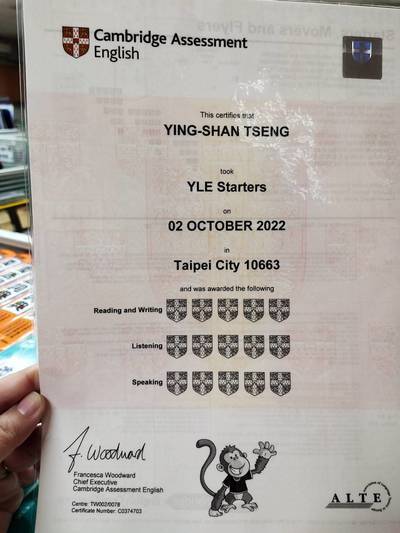 Cambridge Assessment
English
This certifies that
YING-SHAN TSENG
took
YLE Starters
on
02 OCTOBER 2022
in
Taipei City 10663
and was awarded the following
Reading and Writing
Listening
Speaking
F. Woodward
Francesca Woodward
Chief Executive
Cambridge Assessment English
Centre: TW002/0078
Certificate Number: C0374703
ALTE